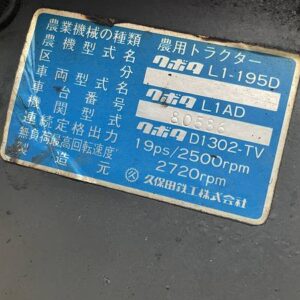 農業機械の種類 農用トラクター
農機型式名 クボタ L1-195D
区分
車両型式名 クボタ L1AD
車台番号 80586
機関型式 クボタ D1302-TV
連続定格出力 19ps/2500rpm
無負荷最高回転速度 2720rpm
製造元 久保田鉄工株式会社